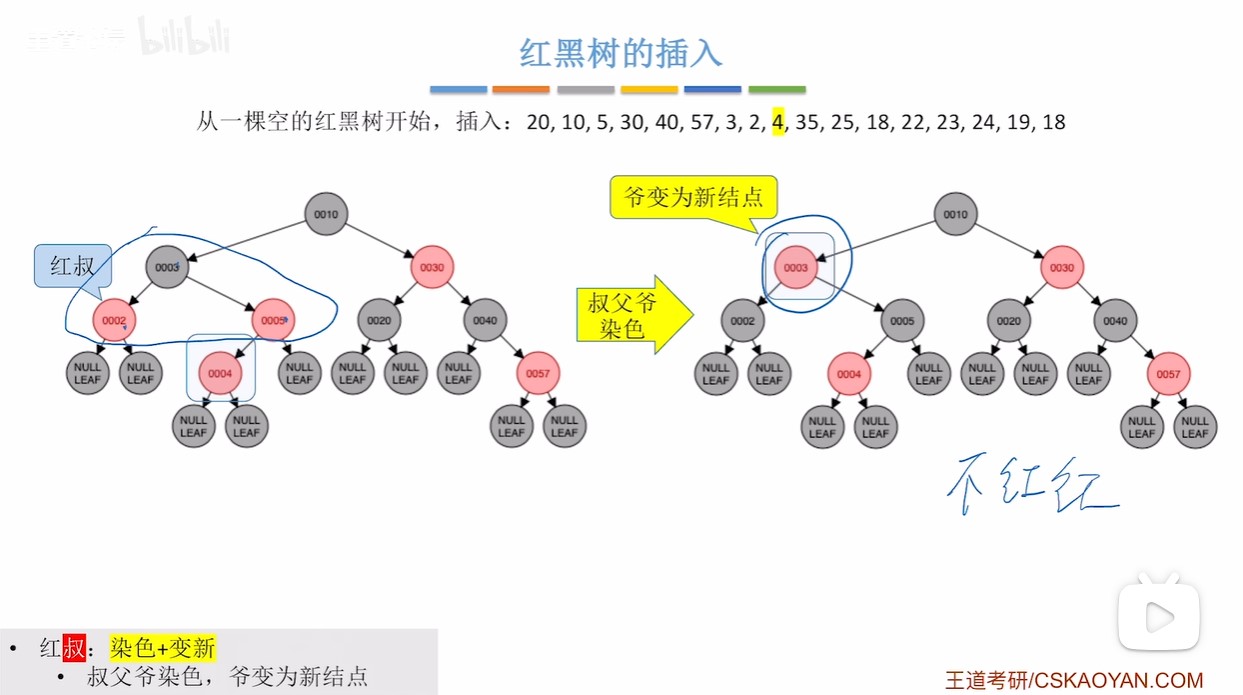 bilibili
红黑树的插入
从一棵空的红黑树开始，插入：20, 10, 5, 30, 40, 57, 3, 2, 4, 35, 25, 18, 22, 23, 24, 19, 18
爷变为新结点
0010
0010
红叔
0003
0030
0003
0030
叔父爷
染色
0002
0005
0020
0040
0002
0005
0020
0040
NULL LEAF
NULL LEAF
0004
NULL LEAF
NULL LEAF
NULL LEAF
NULL LEAF
0057
NULL LEAF
NULL LEAF
0004
NULL LEAF
NULL LEAF
NULL LEAF
NULL LEAF
0057
NULL LEAF
NULL LEAF
NULL LEAF
NULL LEAF
NULL LEAF
NULL LEAF
NULL LEAF
NULL LEAF
不红红
• 红叔：染色+变新
• 叔父爷染色，爷变为新结点
王道考研/CSKAOYAN.COM